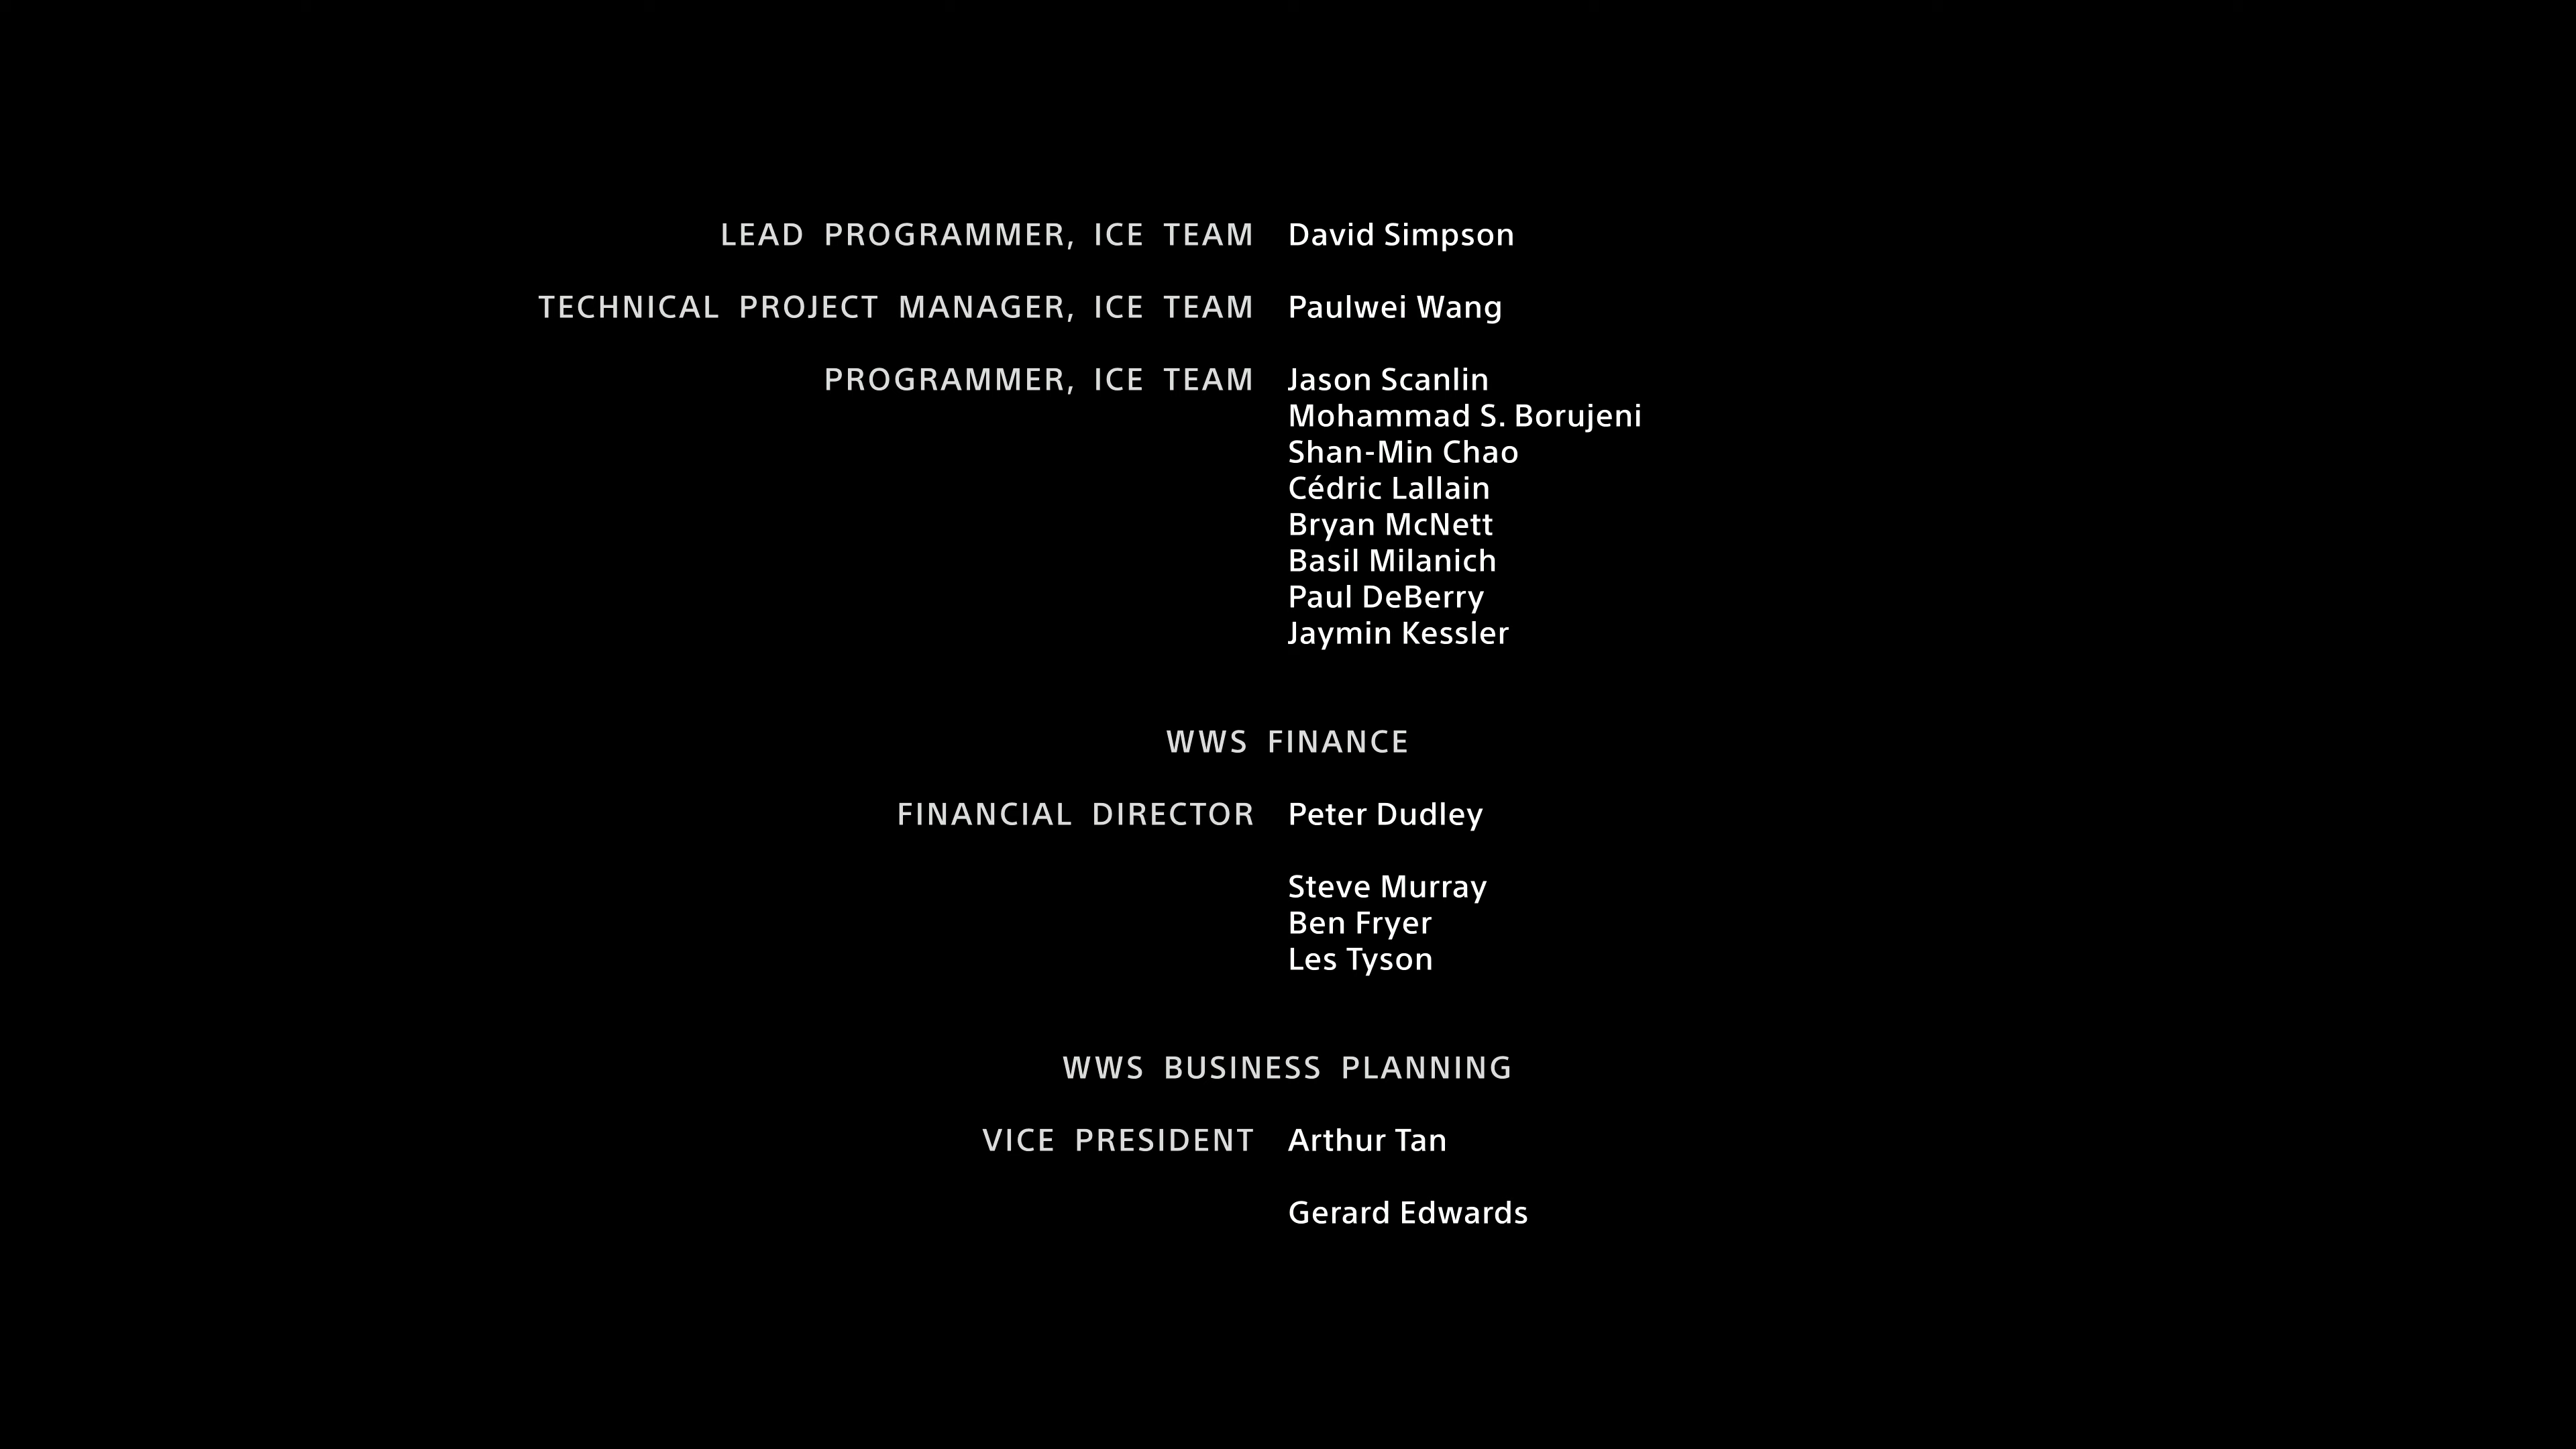 LEAD PROGRAMMER, ICE TEAM David Simpson
TECHNICAL PROJECT MANAGER, ICE TEAM Paulwei Wang
PROGRAMMER, ICE TEAM Jason Scanlin
Mohammad S. Borujeni
Shan-Min Chao
Cédric Lallain
Bryan McNett
Basil Milanich
Paul DeBerry
Jaymin Kessler
WWS FINANCE
FINANCIAL DIRECTOR Peter Dudley
Steve Murray
Ben Fryer
Les Tyson
WWS BUSINESS PLANNING
VICE PRESIDENT Arthur Tan
Gerard Edwards